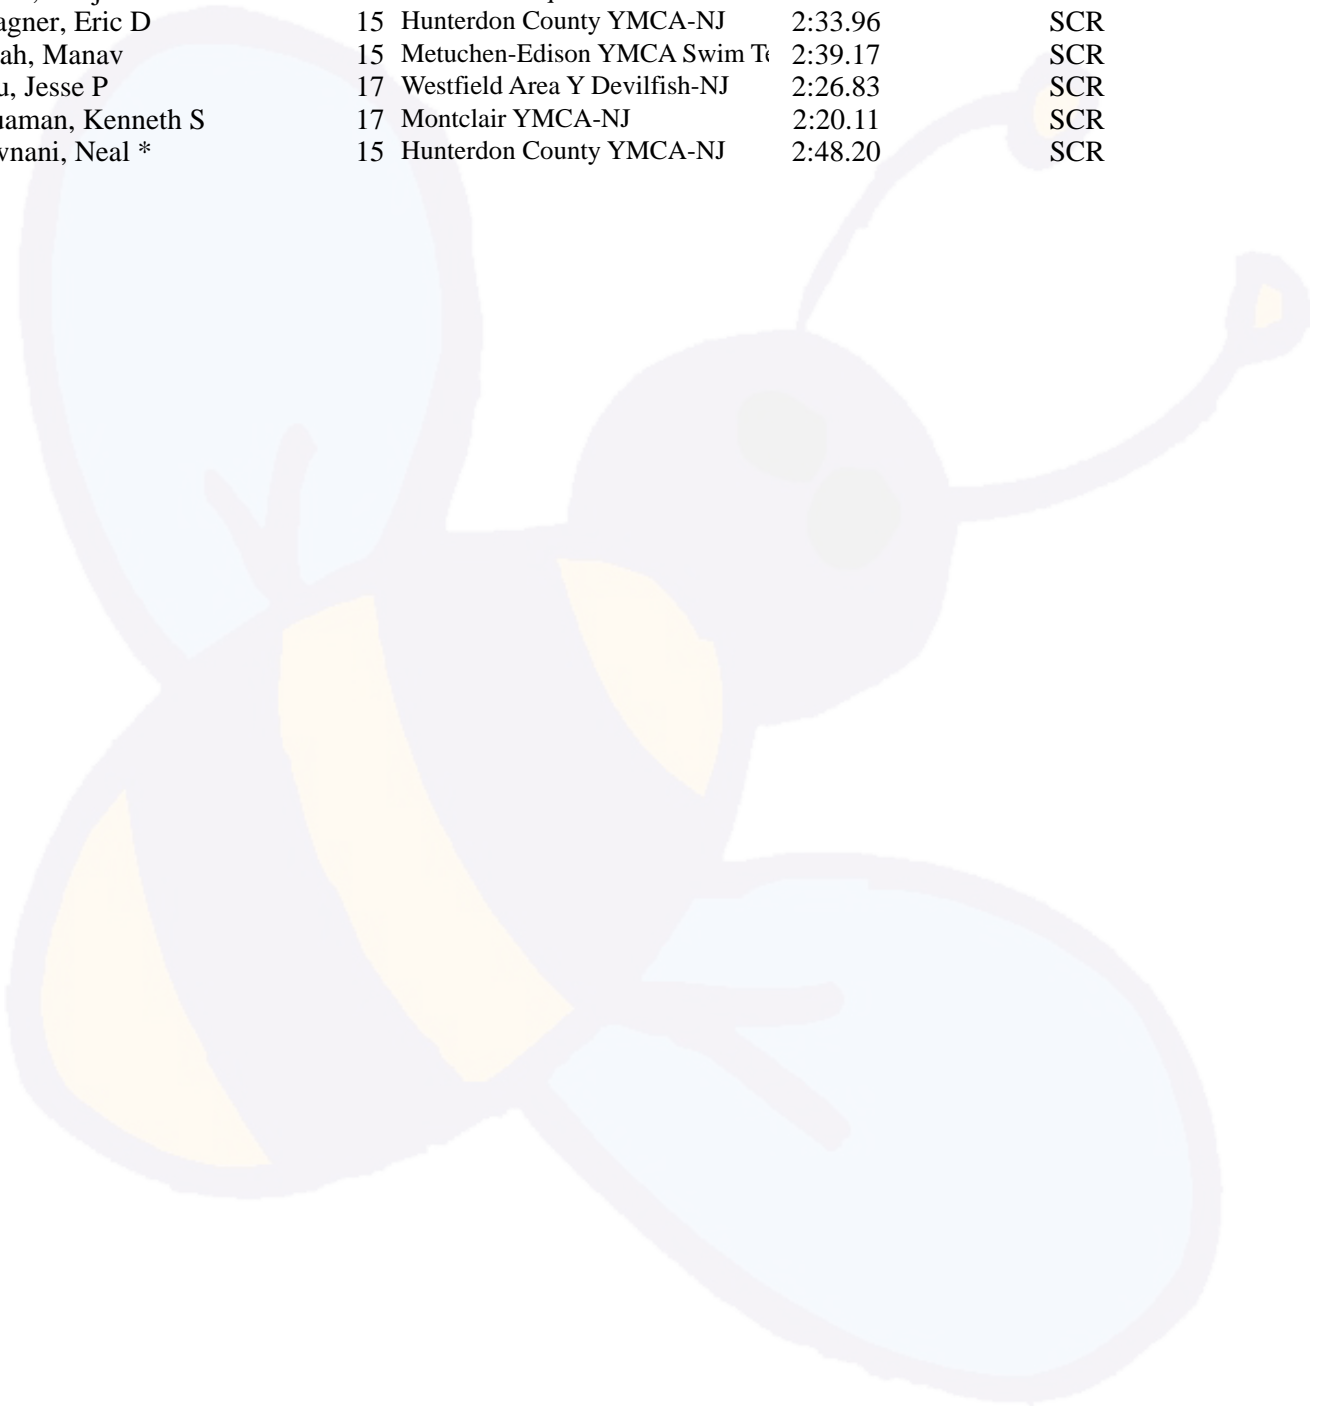 agner, Eric D 15 Hunterdon County YMCA-NJ 2:33.96 SCR
ah, Manav 15 Metuchen-Edison YMCA Swim Te 2:39.17 SCR
u, Jesse P 17 Westfield Area Y Devilfish-NJ 2:26.83 SCR
uaman, Kenneth S 17 Montclair YMCA-NJ 2:20.11 SCR
vnani, Neal * 15 Hunterdon County YMCA-NJ 2:48.20 SCR